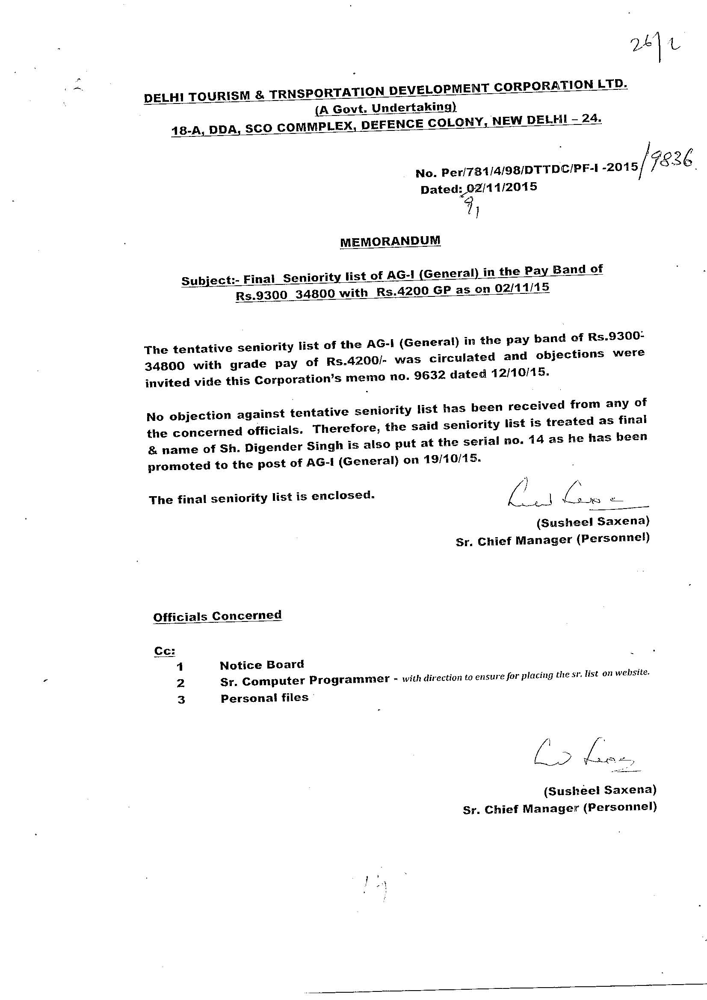 26/2
DELHI TOURISM & TRNSPORTATION DEVELOPMENT CORPORATION LTD.
(A Govt. Undertaking)
18-A, DDA, SCO COMMPLEX, DEFENCE COLONY, NEW DELHI – 24.
No. Per/781/4/98/DTTDC/PF-I -2015/9836
Dated: 02/11/2015
9
MEMORANDUM
Subject:- Final Seniority list of AG-I (General) in the Pay Band of
Rs.9300 34800 with Rs.4200 GP as on 02/11/15
The tentative seniority list of the AG-I (General) in the pay band of Rs.9300-
34800 with grade pay of Rs.4200/- was circulated and objections were
invited vide this Corporation's memo no. 9632 dated 12/10/15.
No objection against tentative seniority list has been received from any of
the concerned officials. Therefore, the said seniority list is treated as final
& name of Sh. Digender Singh is also put at the serial no. 14 as he has been
promoted to the post of AG-I (General) on 19/10/15.
The final seniority list is enclosed.
(Susheel Saxena)
Sr. Chief Manager (Personnel)
Officials Concerned
Cc:
1 Notice Board
2 Sr. Computer Programmer - with direction to ensure for placing the sr. list on website.
3 Personal files
(Susheel Saxena)
Sr. Chief Manager (Personnel)